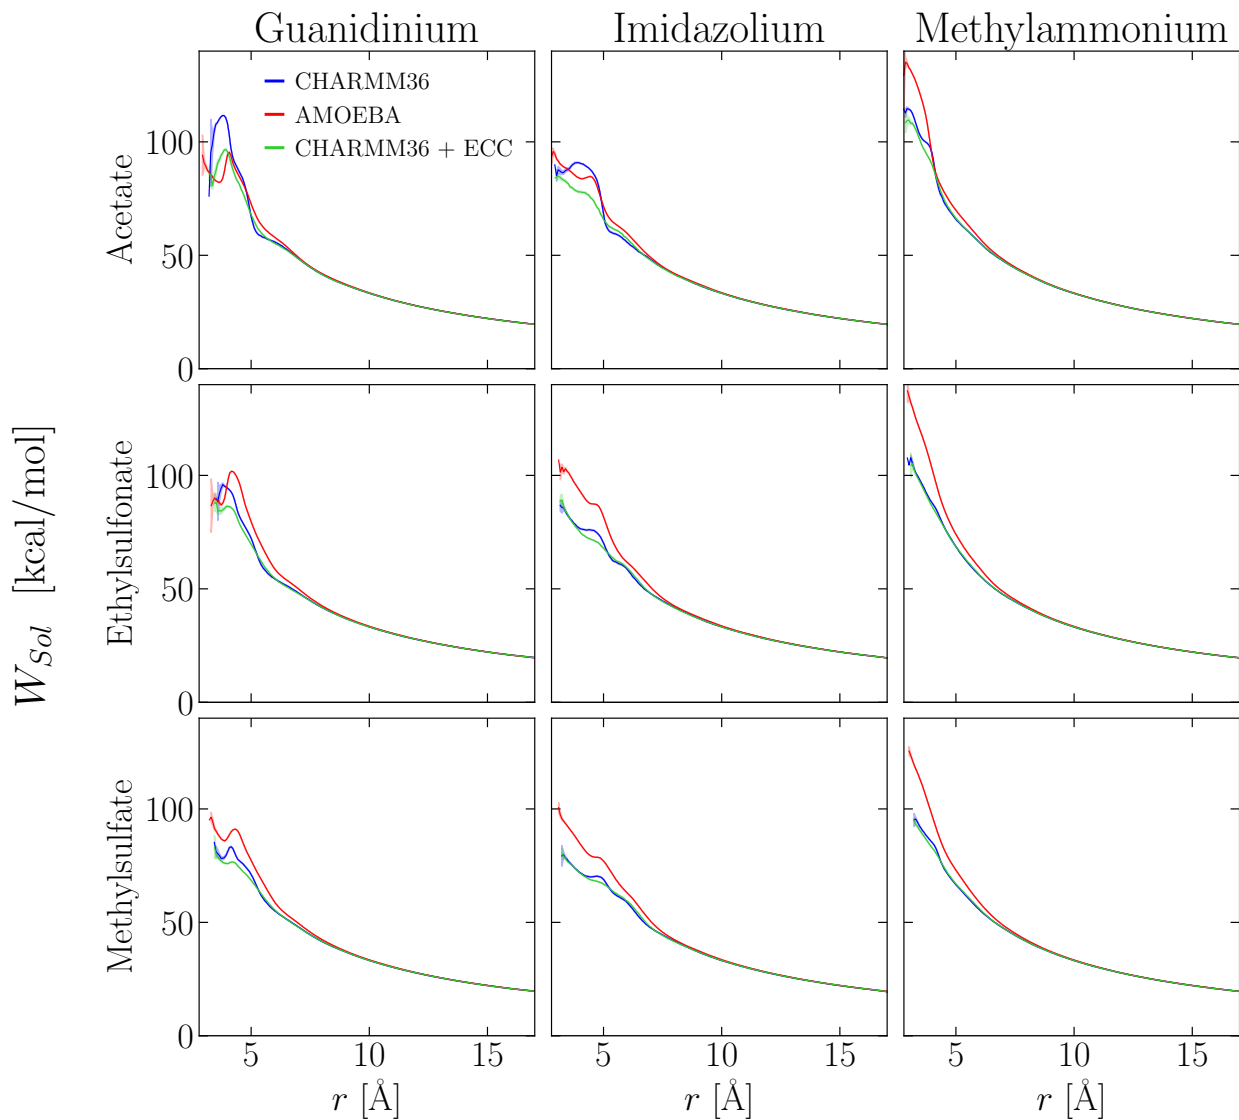 Guanidinium Imidazolium Methylammonium
CHARMM36
AMOEBA
CHARMM36 + ECC
Acetate
100
50
0
Ethylsulfonate
100
50
0
W_Sol [kcal/mol]
Methylsulfate
100
50
0
5 10 15 5 10 15 5 10 15
r [Å] r [Å] r [Å]